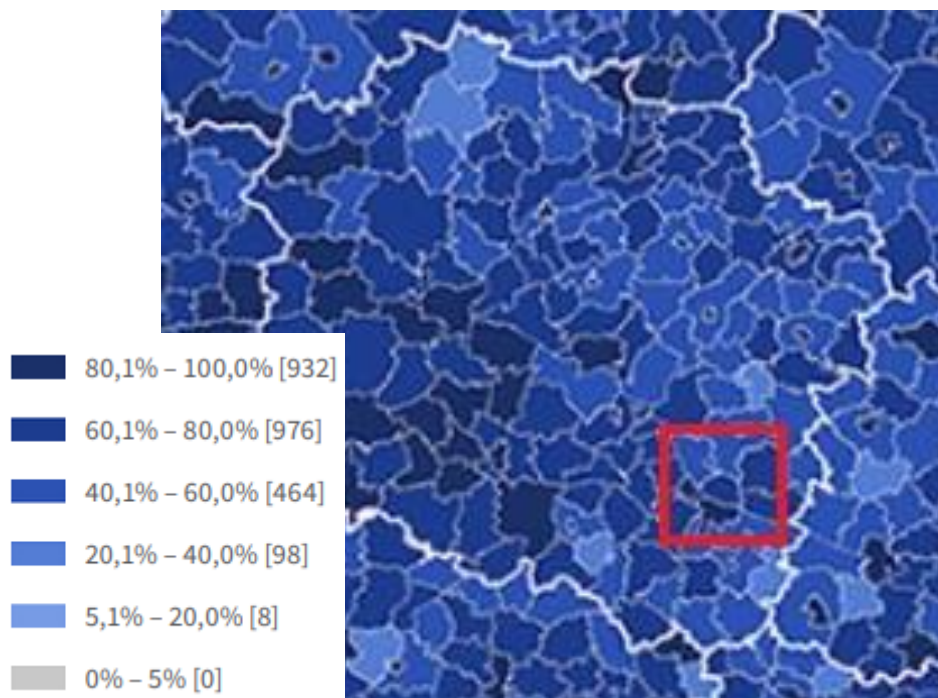 80,1% – 100,0% [932]
60,1% – 80,0% [976]
40,1% – 60,0% [464]
20,1% – 40,0% [98]
5,1% – 20,0% [8]
0% – 5% [0]